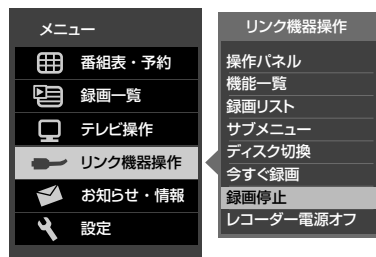 メニュー
番組表・予約
録画一覧
テレビ操作
リンク機器操作
お知らせ・情報
設定
リンク機器操作
操作パネル
機能一覧
録画リスト
サブメニュー
ディスク切換
今すぐ録画
録画停止
レコーダー電源オフ